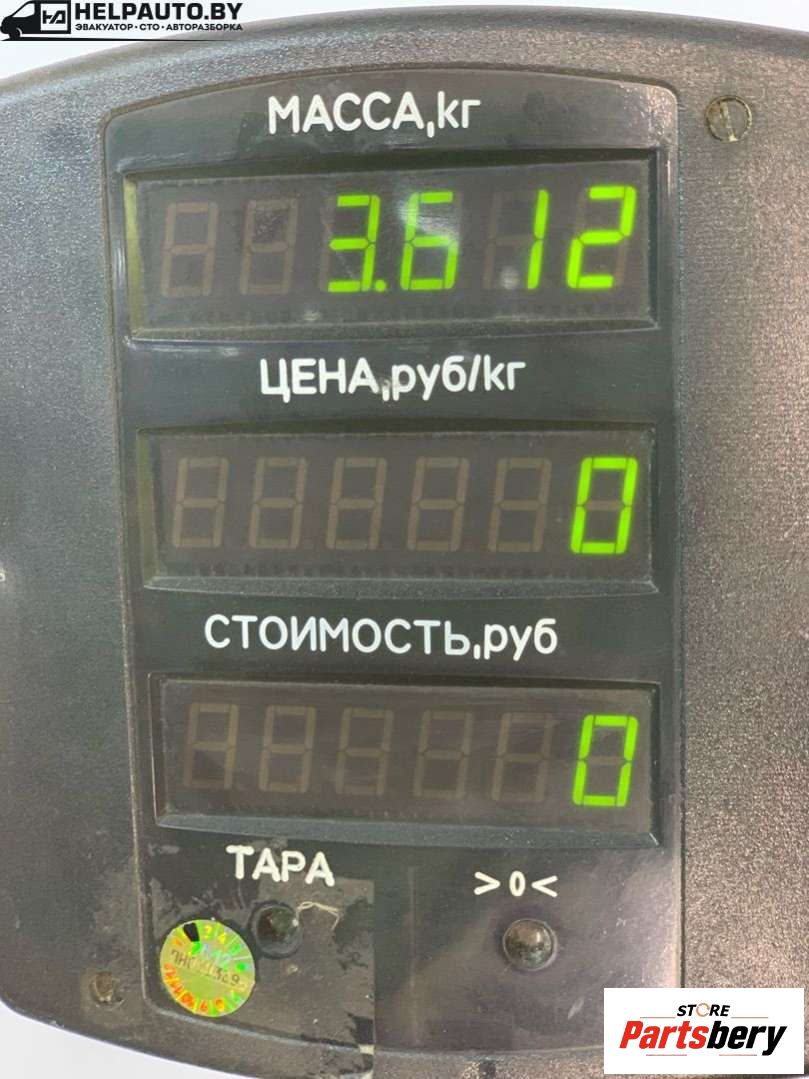 HELPAUTO.BY
ЭВАКУАТОР • СТО • АВТОРАЗБОРКА
МАССА,кг
3.612
ЦЕНА,руб/кг
0
СТОИМОСТЬ,руб
0
ТАРА
>0<
STORE
Partsbery